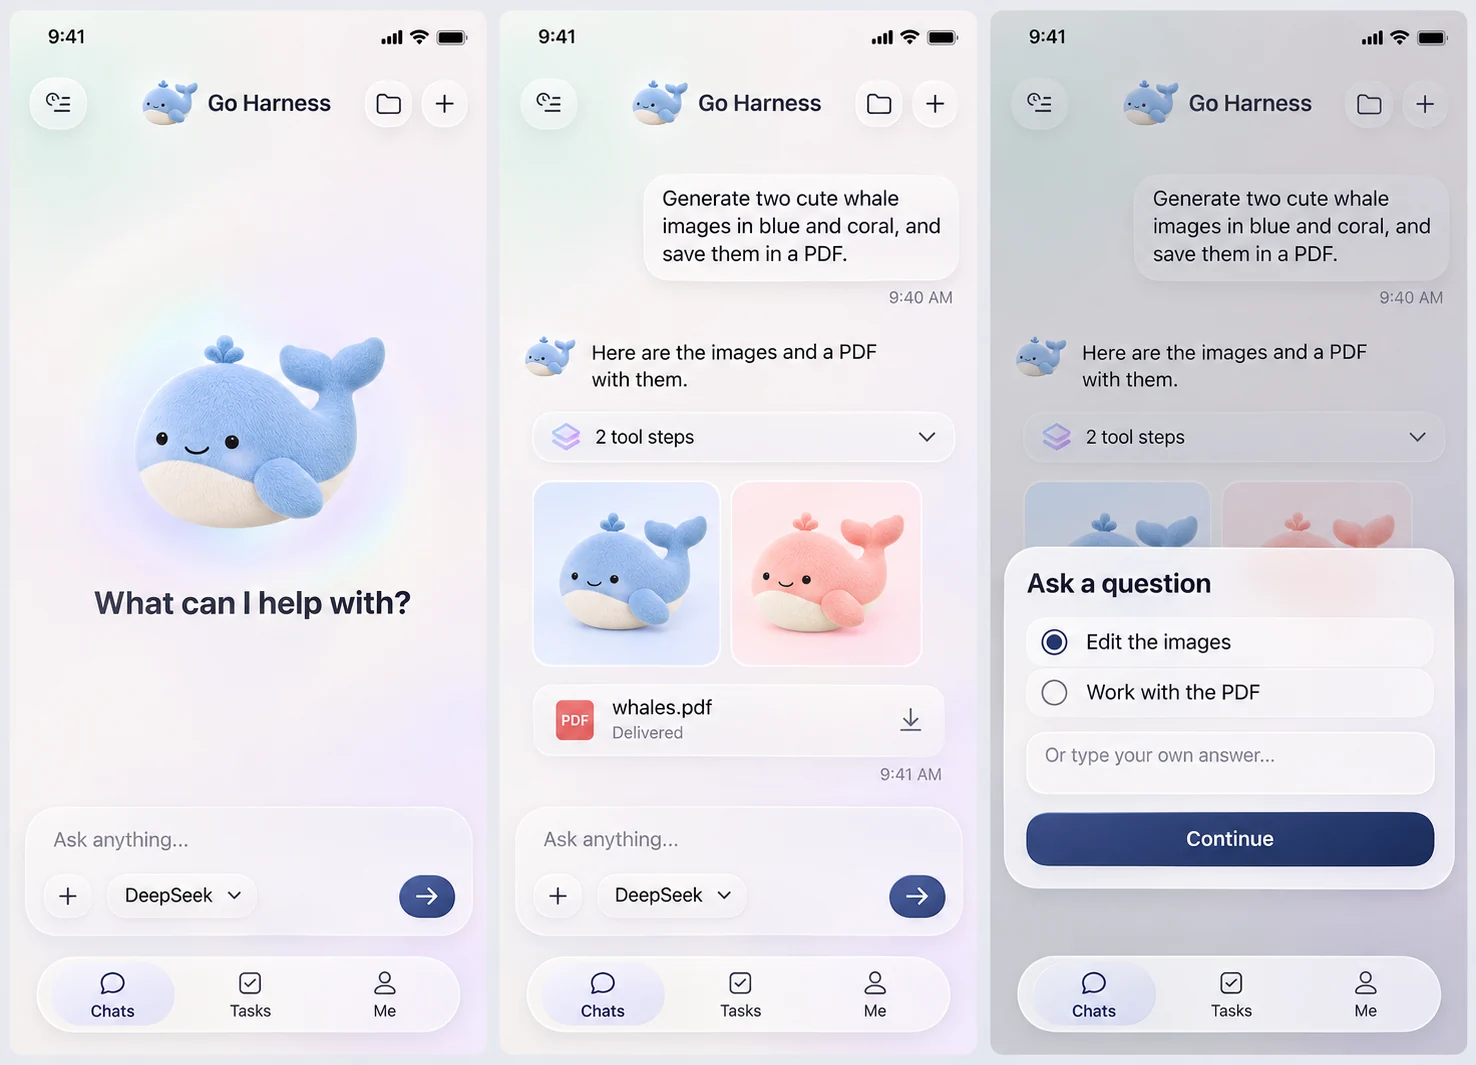 9:41
Go Harness
What can I help with?
Ask anything...
DeepSeek
Chats
Tasks
Me
9:41
Go Harness
Generate two cute whale
images in blue and coral, and
save them in a PDF.
9:40 AM
Here are the images and a PDF
with them.
2 tool steps
PDF
whales.pdf
Delivered
9:41 AM
Ask anything...
DeepSeek
Chats
Tasks
Me
9:41
Go Harness
Generate two cute whale
images in blue and coral, and
save them in a PDF.
9:40 AM
Here are the images and a PDF
with them.
2 tool steps
Ask a question
Edit the images
Work with the PDF
Or type your own answer...
Continue
Chats
Tasks
Me